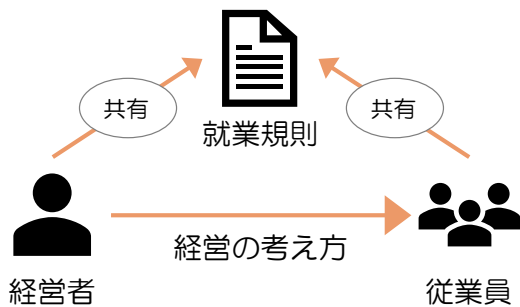 共有
共有
就業規則
経営の考え方
経営者
従業員